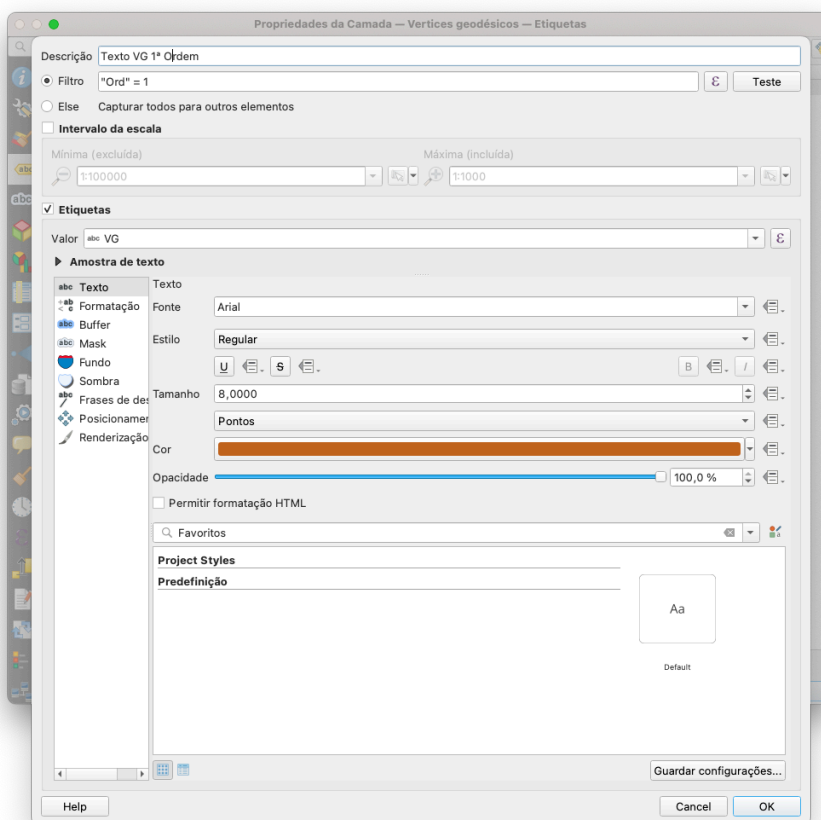 Propriedades da Camada — Vertices geodésicos — Etiquetas
Descrição Texto VG 1ª Ordem
Filtro "Ord" = 1 ε Teste
Else Capturar todos para outros elementos
Intervalo da escala
Mínima (excluída) Máxima (incluída)
1:100000 1:1000
Etiquetas
Valor abc VG ε
Amostra de texto
abc Texto
Formatação
abc Buffer
abc Mask
Fundo
Sombra
abc Frases de des
Posicionamen
Renderização
Texto
Fonte Arial
Estilo Regular
U S B I
Tamanho 8,0000
Pontos
Cor
Opacidade 100,0 %
Permitir formatação HTML
Favoritos
Project Styles
Predefinição
Aa
Default
Guardar configurações...
Help Cancel OK